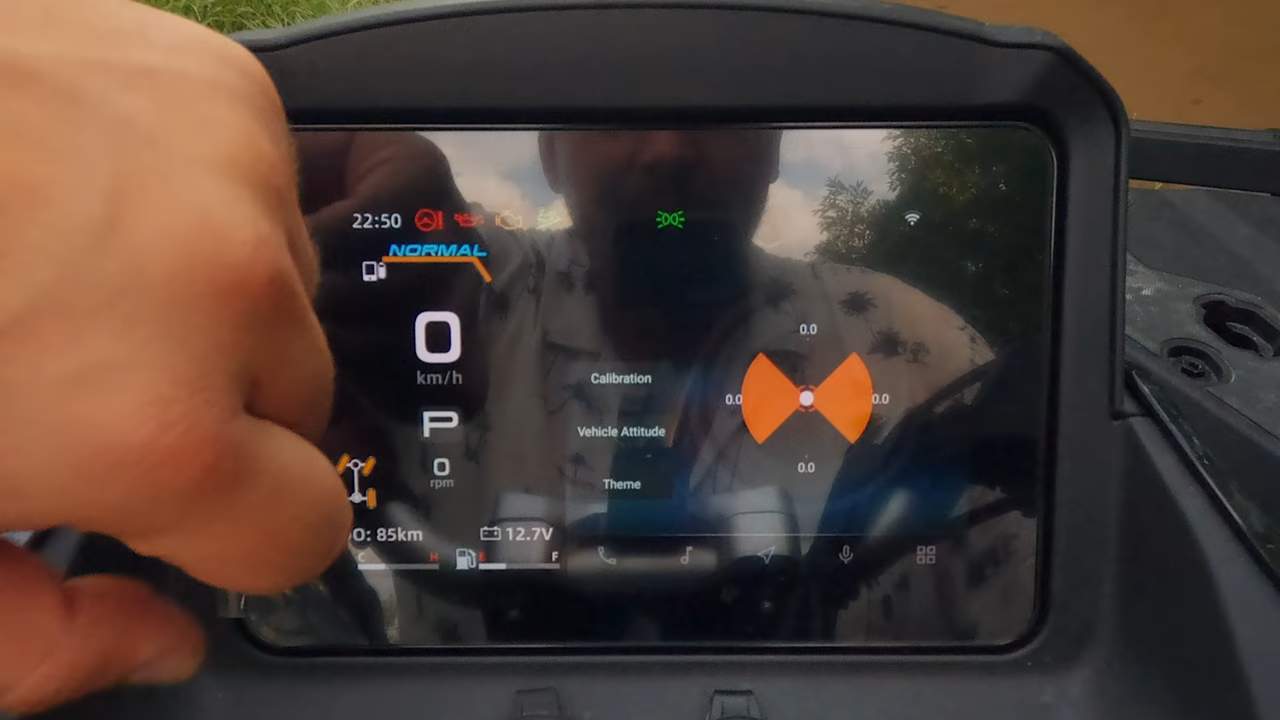 22:50
NORMAL
0
km/h
P
0
rpm
O: 85km
12.7V
C H
E F
Calibration
Vehicle Attitude
Theme
0.0
0.0 0.0
0.0